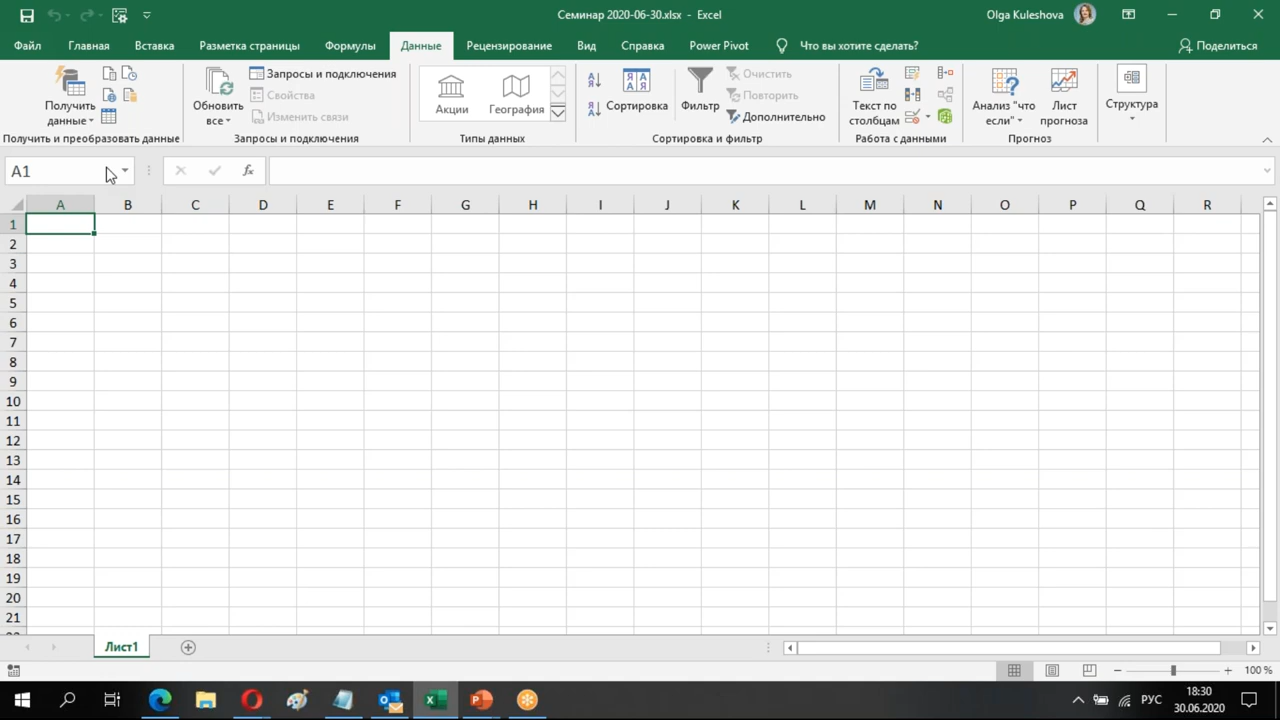 Семинар 2020-06-30.xlsx - Excel
Olga Kuleshova
Файл Главная Вставка Разметка страницы Формулы Данные Рецензирование Вид Справка Power Pivot Что вы хотите сделать? Поделиться
Получить данные
Получить и преобразовать данные
Обновить все
Запросы и подключения
Свойства
Изменить связи
Запросы и подключения
Акции
География
Типы данных
Сортировка
Фильтр
Очистить
Повторить
Дополнительно
Сортировка и фильтр
Текст по столбцам
Работа с данными
Анализ "что если"
Лист прогноза
Прогноз
Структура
A1
fx
A B C D E F G H I J K L M N O P Q R
1
2
3
4
5
6
7
8
9
10
11
12
13
14
15
16
17
18
19
20
21
Лист1
100 %
РУС
18:30
30.06.2020